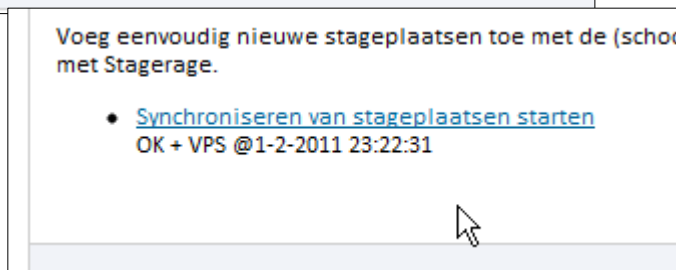 Voeg eenvoudig nieuwe stageplaatsen toe met de
met Stagerage.
Synchroniseren van stageplaatsen starten
OK + VPS @1-2-2011 23:22:31